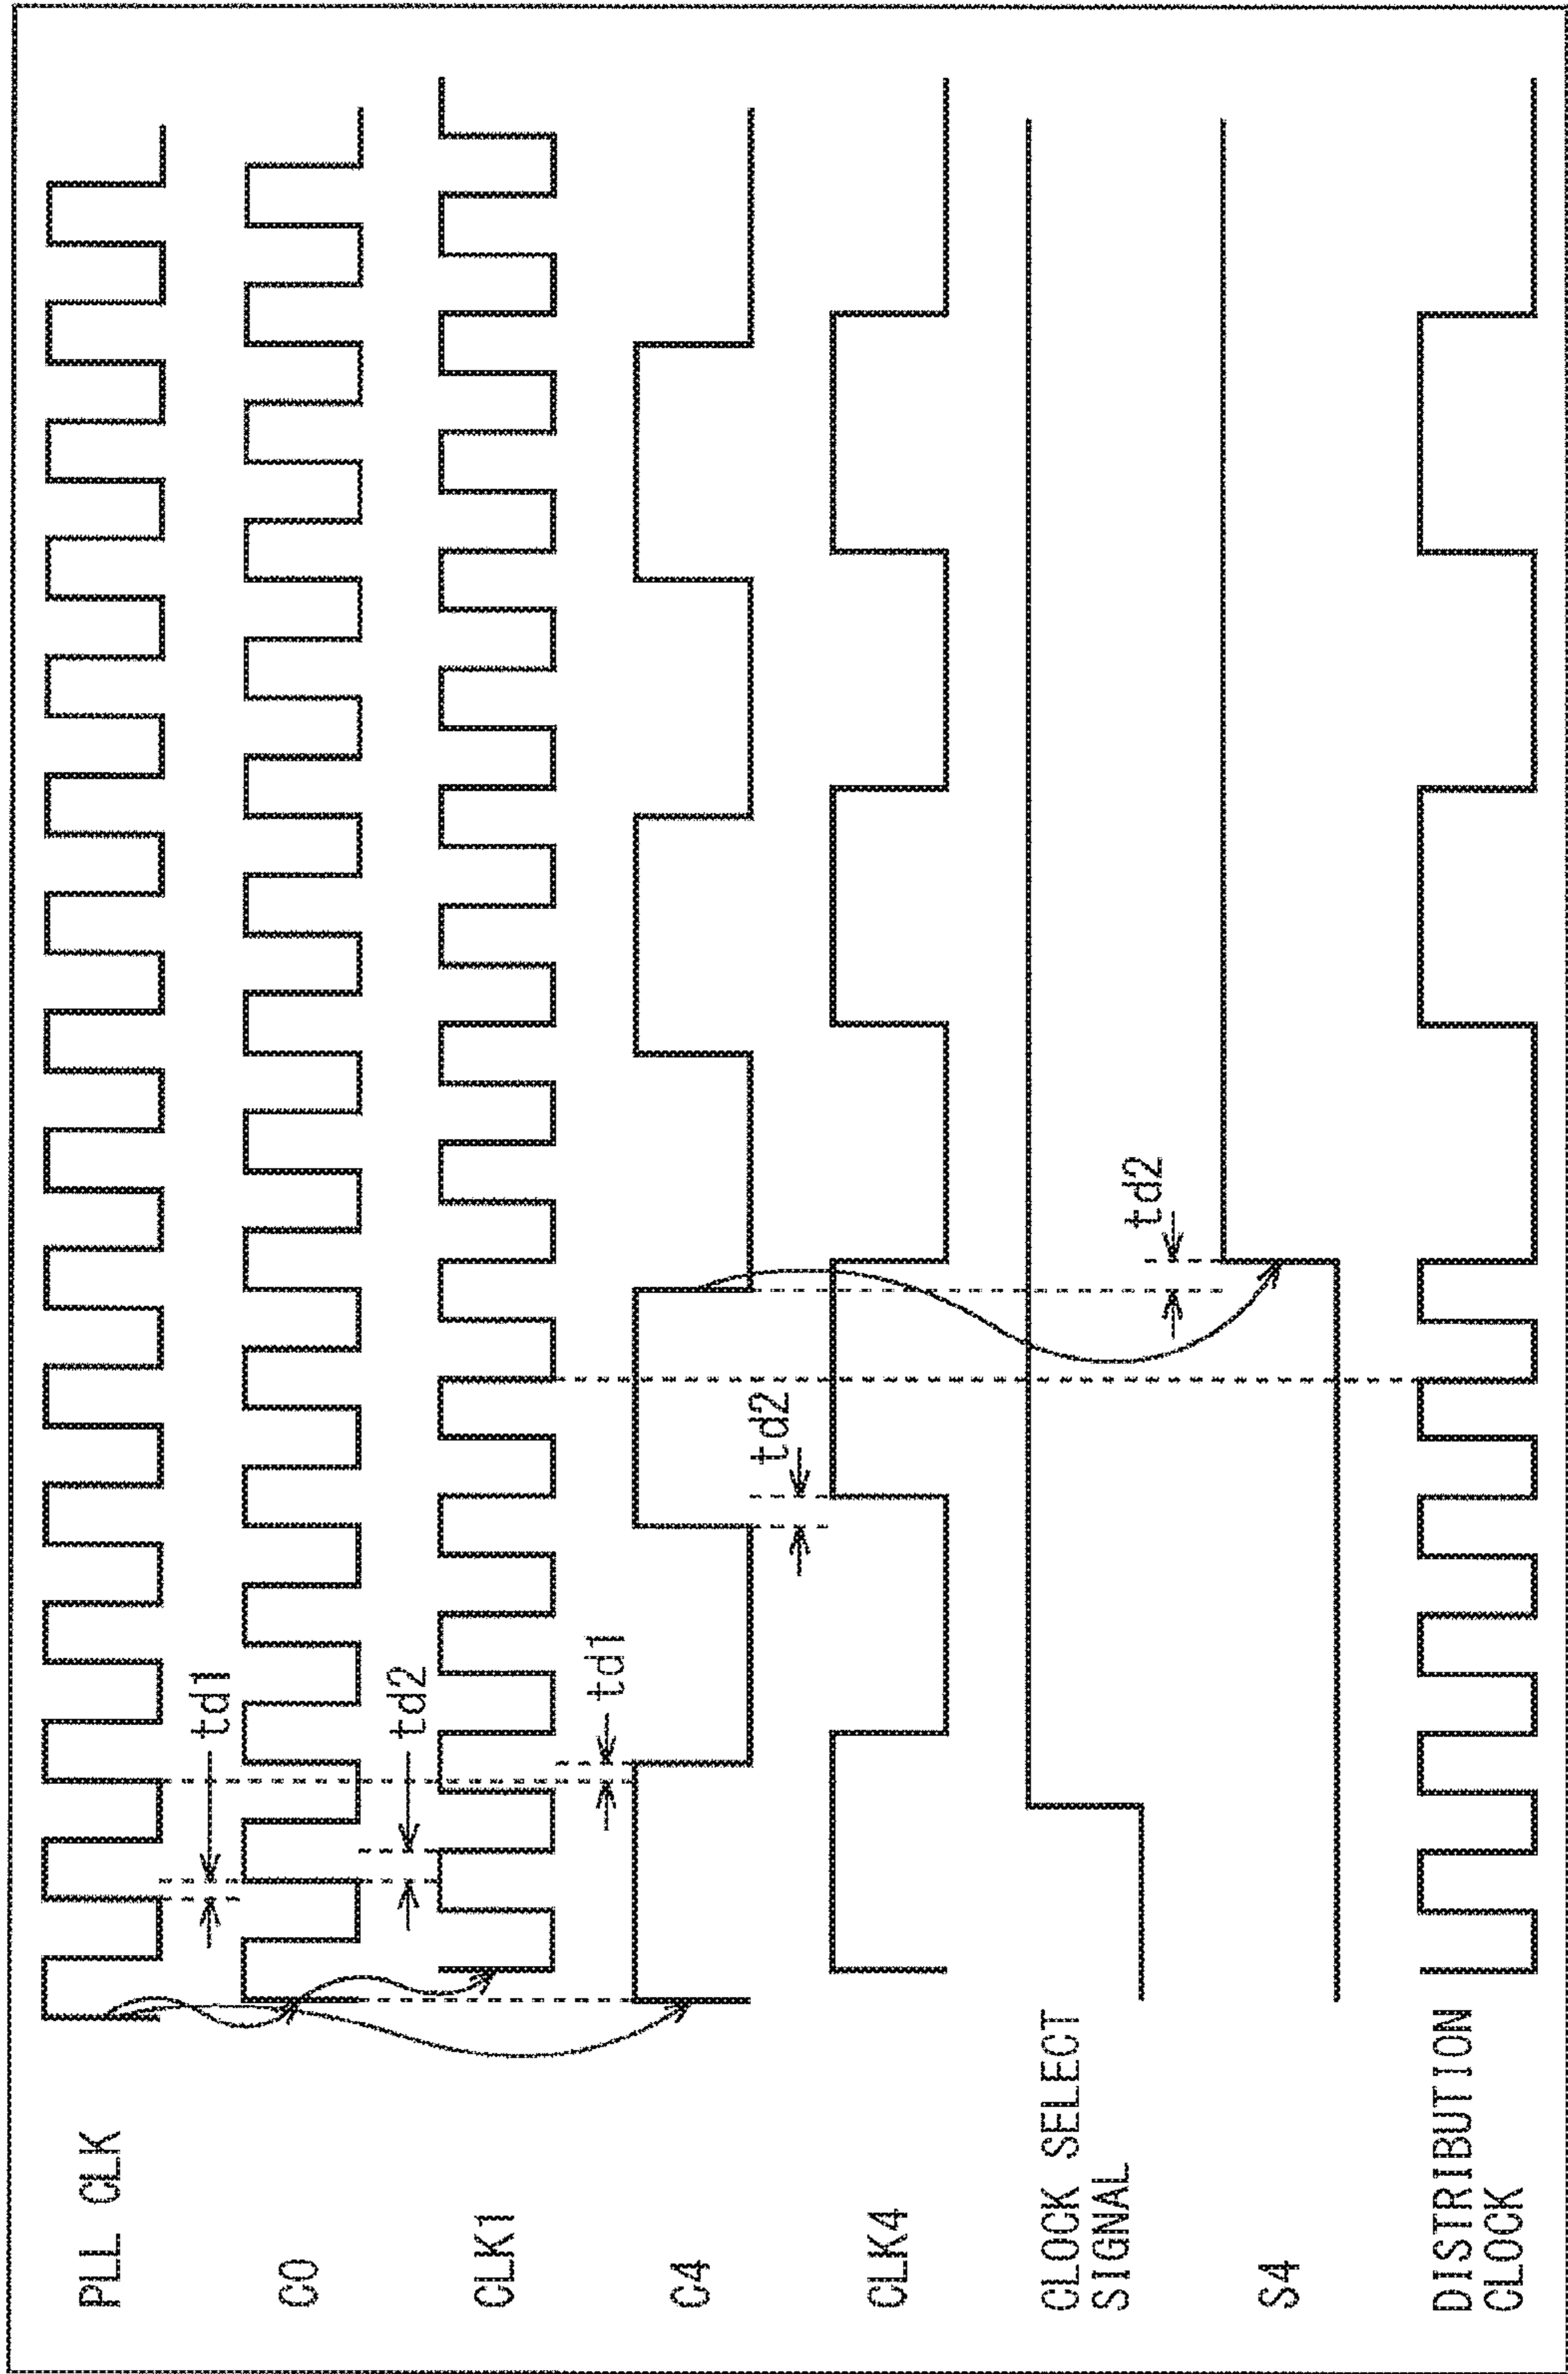 PLL CLK
td1
C0
td2
CLK1
td1
C4
td2
CLK4
CLOCK SELECT
SIGNAL
td2
S4
DISTRIBUTION
CLOCK